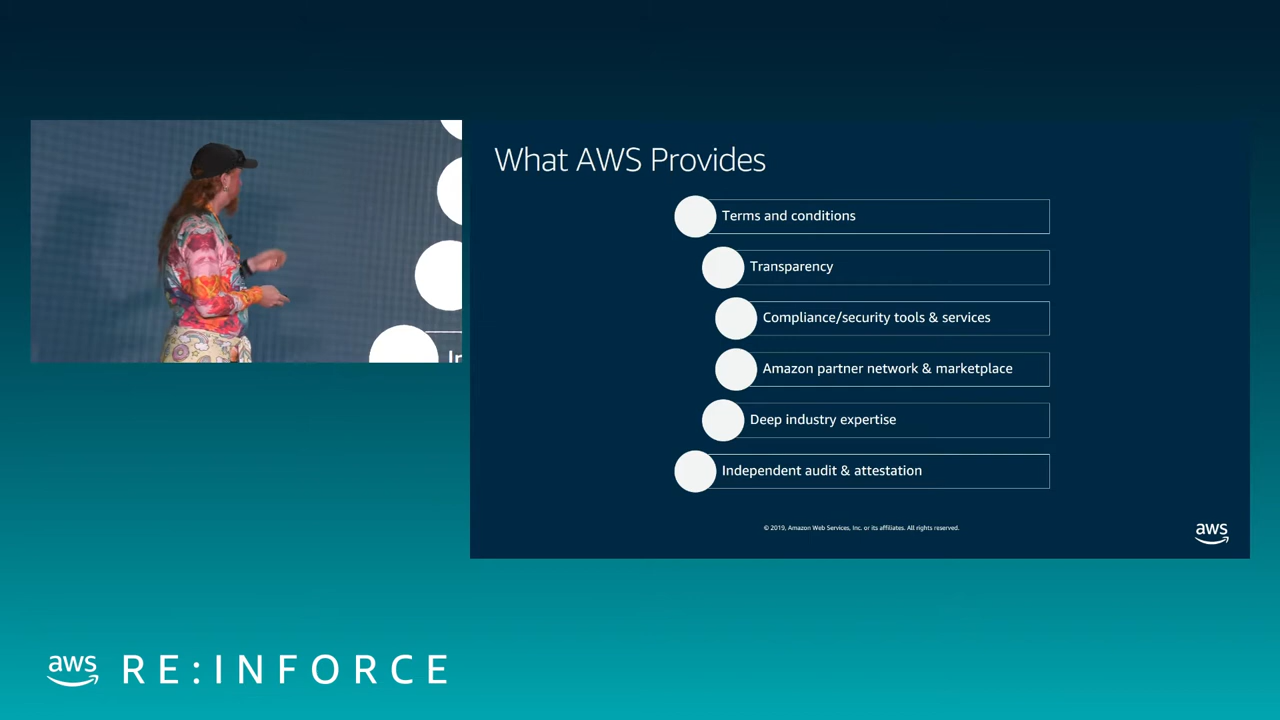 What AWS Provides
Terms and conditions
Transparency
Compliance/security tools & services
Amazon partner network & marketplace
Deep industry expertise
Independent audit & attestation
© 2019, Amazon Web Services, Inc. or its affiliates. All rights reserved.
aws
In
aws RE:INFORCE